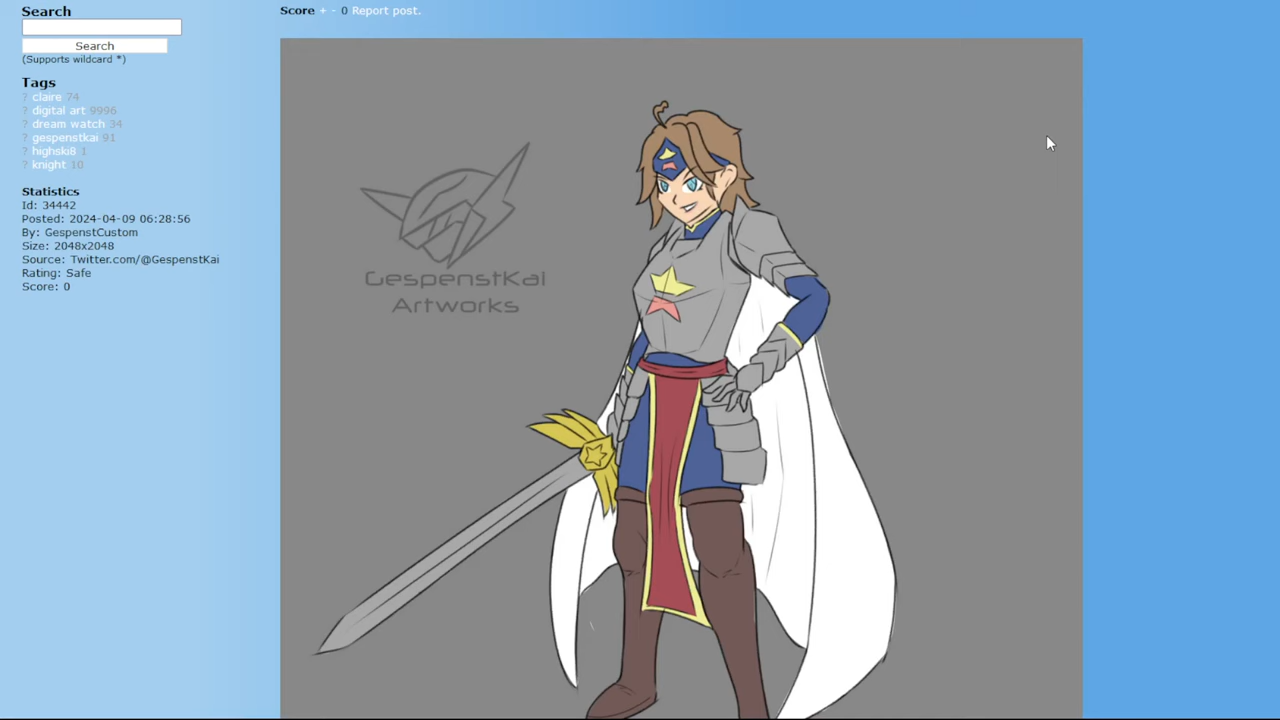 Search
Search
(Supports wildcard *)
Tags
? claire 74
? digital art 9996
? dream watch 34
? gespenstkai 91
? highski8 1
? knight 10
Statistics
Id: 34442
Posted: 2024-04-09 06:28:56
By: GespenstCustom
Size: 2048x2048
Source: Twitter.com/@GespenstKai
Rating: Safe
Score: 0
Score + - 0 Report post.
GespenstKai
Artworks